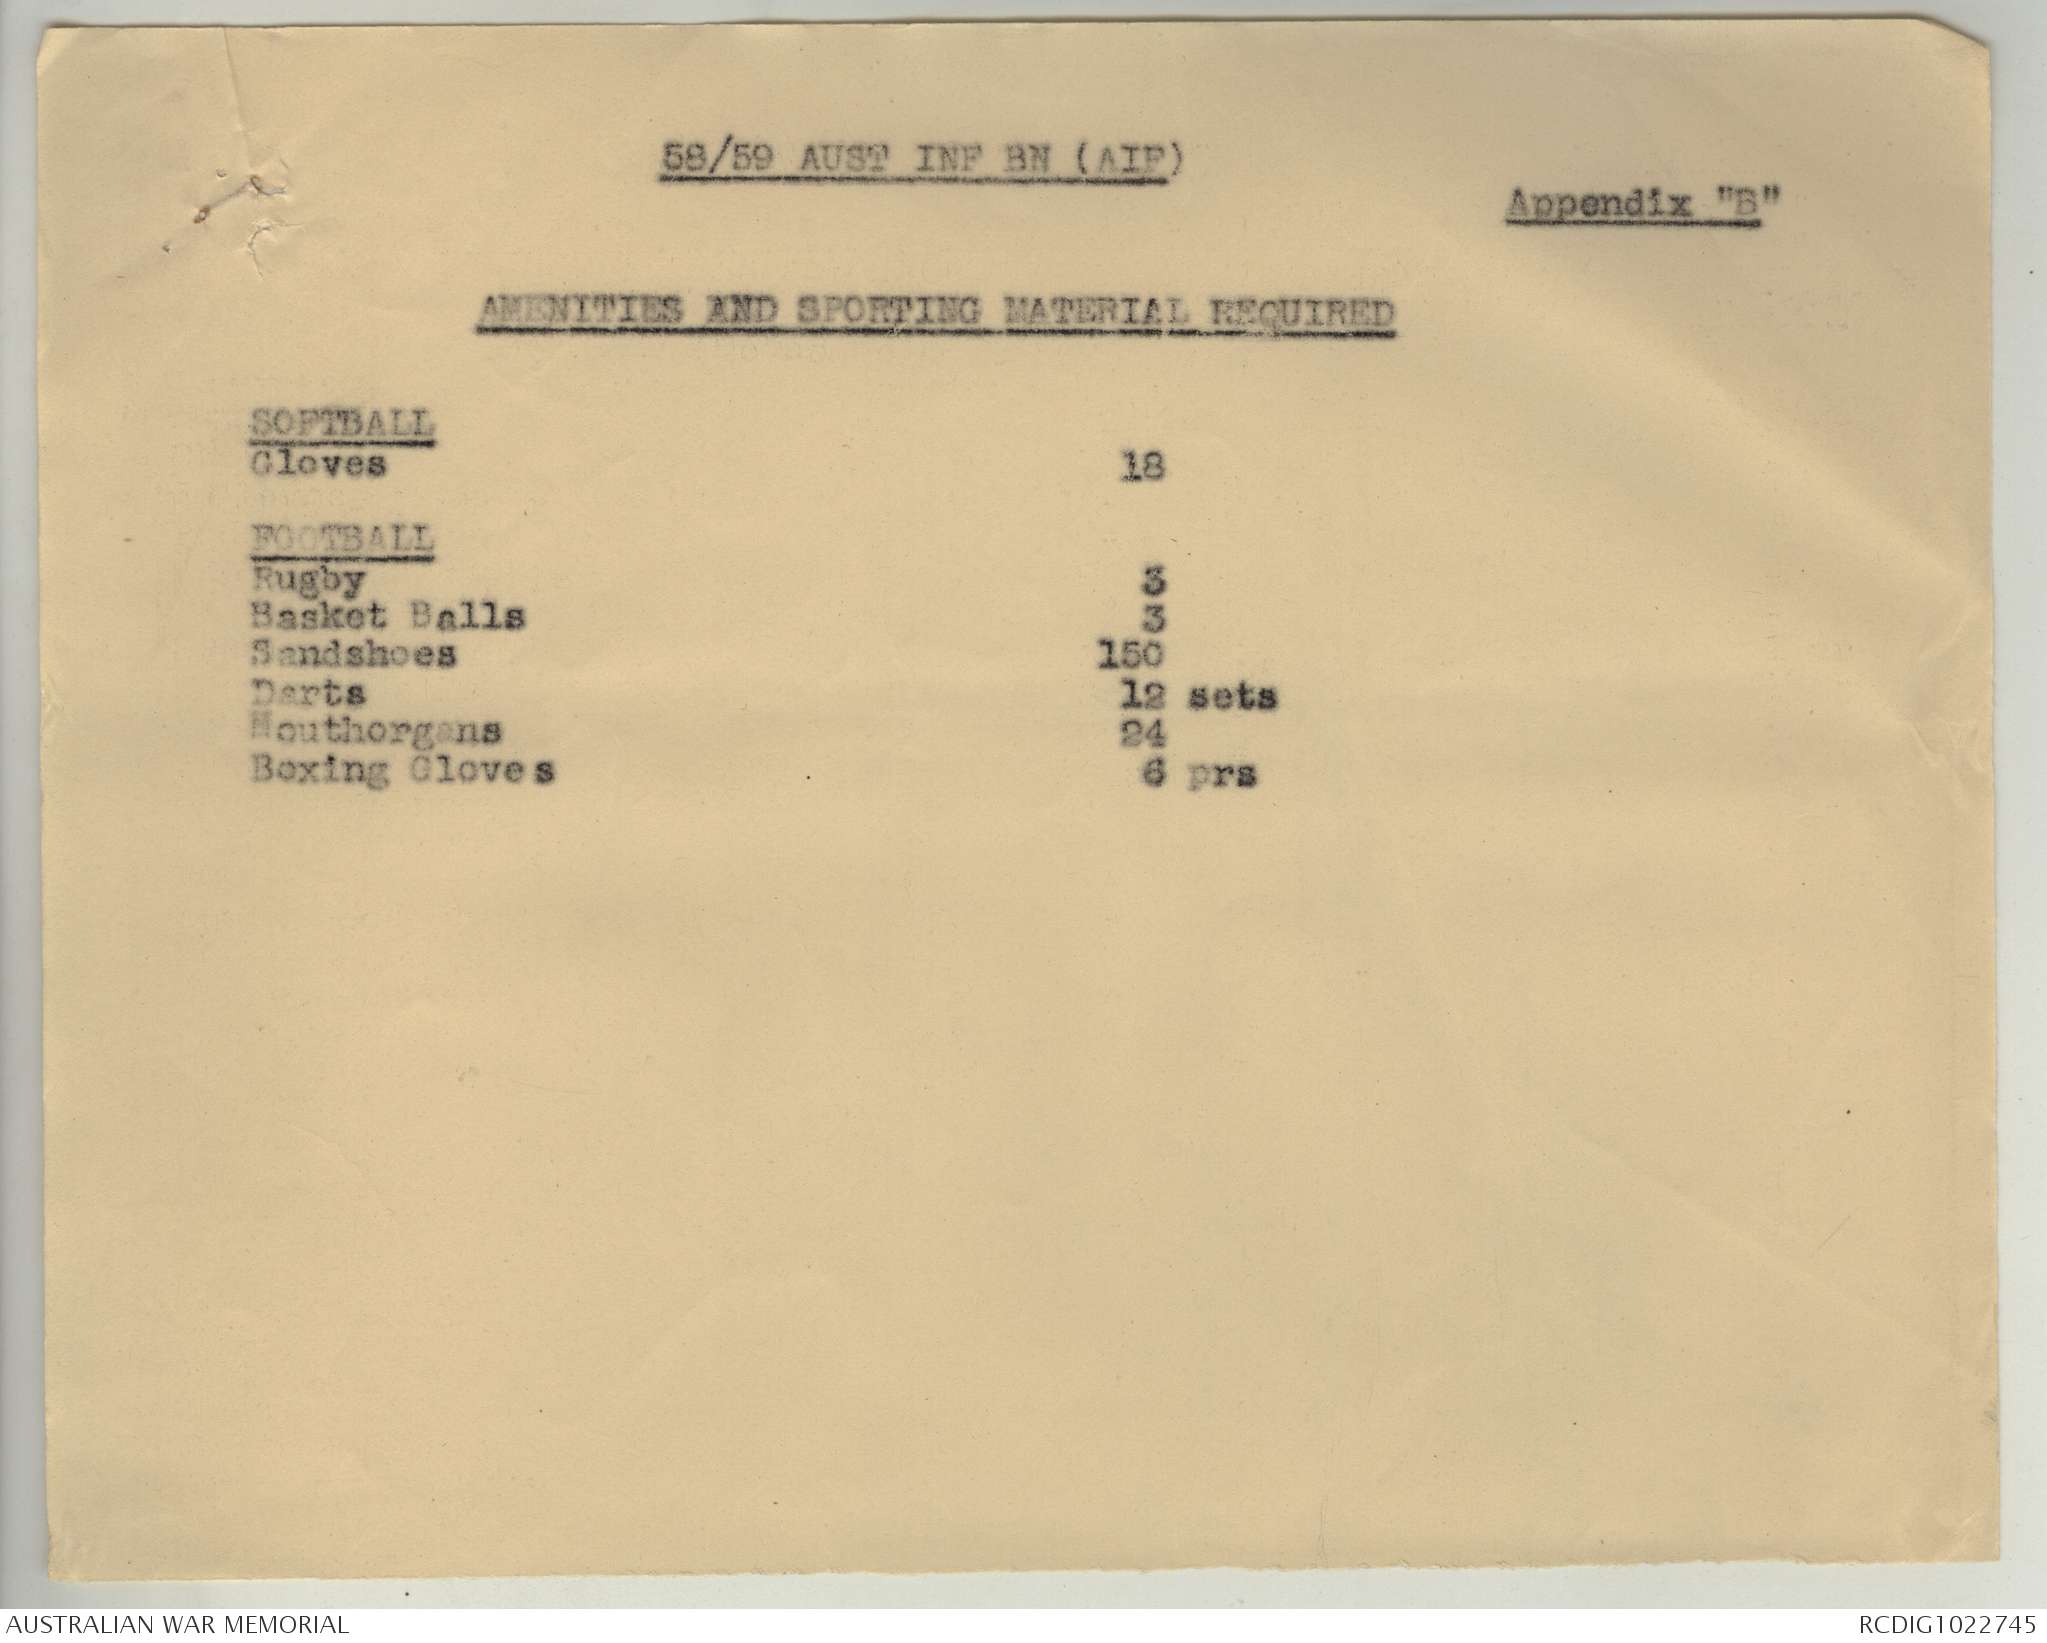 58/59 AUST INF BN (AIF)
Appendix "B"
AMENITIES AND SPORTING MATERIAL REQUIRED
SOFTBALL
Gloves 18
FOOTBALL
Rugby 3
Basket Balls 3
Sandshoes 150
Darts 12 sets
Mouthorgans 24
Boxing Gloves 6 prs
AUSTRALIAN WAR MEMORIAL
RCDIG1022745